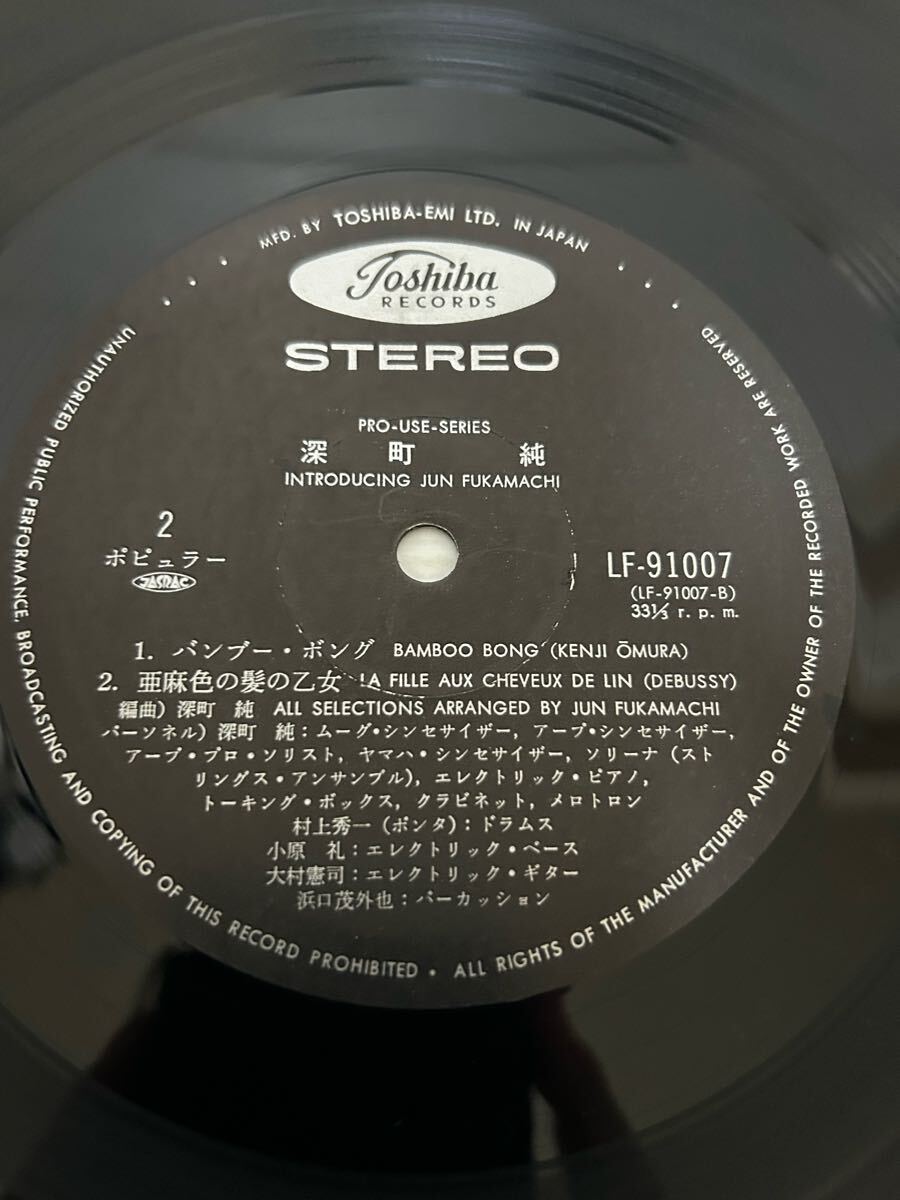 MFD. BY TOSHIBA-EMI LTD. IN JAPAN
Toshiba
RECORDS
STEREO
PRO-USE-SERIES
深町 純
INTRODUCING JUN FUKAMACHI
2
ポピュラー
JASRAC
LF-91007
(LF-91007-B)
33⅓ r. p. m.
1. バンブー・ボング BAMBOO BONG (KENJI ŌMURA)
2. 亜麻色の髪の乙女 LA FILLE AUX CHEVEUX DE LIN (DEBUSSY)
編曲) 深町 純 ALL SELECTIONS ARRANGED BY JUN FUKAMACHI
パーソネル) 深町 純：ムーグ・シンセサイザー, アープ・シンセサイザー,
アープ・プロ・ソリスト, ヤマハ・シンセサイザー, ソリーナ (スト
リングス・アンサンブル), エレクトリック・ピアノ,
トーキング・ボックス, クラビネット, メロトロン
村上秀一 (ポンタ)：ドラムス
小原 礼：エレクトリック・ベース
大村憲司：エレクトリック・ギター
浜口茂外也：パーカッション
UNAUTHORIZED PUBLIC PERFORMANCE, BROADCASTING AND COPYING OF THIS RECORD PROHIBITED • ALL RIGHTS OF THE MANUFACTURER AND OF THE OWNER OF THE RECORDED WORK ARE RESERVED